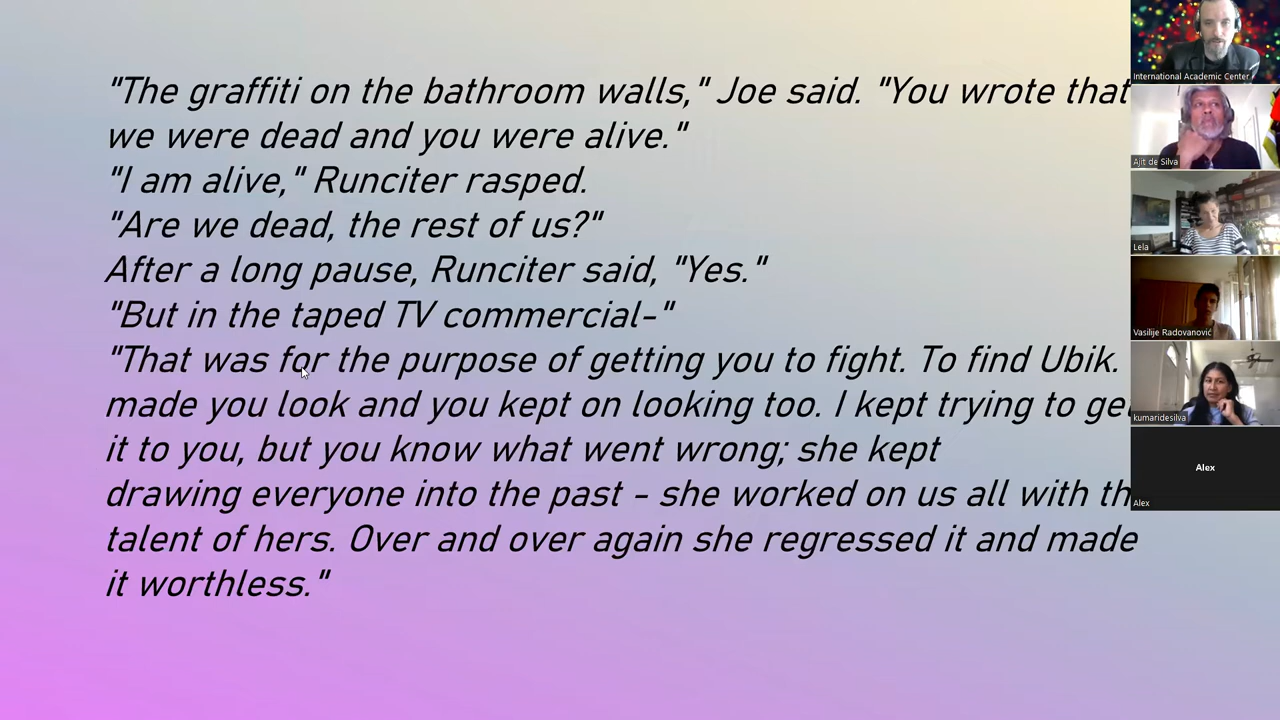 "The graffiti on the bathroom walls," Joe said. "You wrote that
we were dead and you were alive."
"I am alive," Runciter rasped.
"Are we dead, the rest of us?"
After a long pause, Runciter said, "Yes."
"But in the taped TV commercial-"
"That was for the purpose of getting you to fight. To find Ubik.
made you look and you kept on looking too. I kept trying to
it to you, but you know what went wrong; she kept
drawing everyone into the past - she worked on us all with
talent of hers. Over and over again she regressed it and made
it worthless."
International Academic Center
Ajit de Silva
Lela
Vasilije Radovanović
kumaridesilva
Alex
Alex